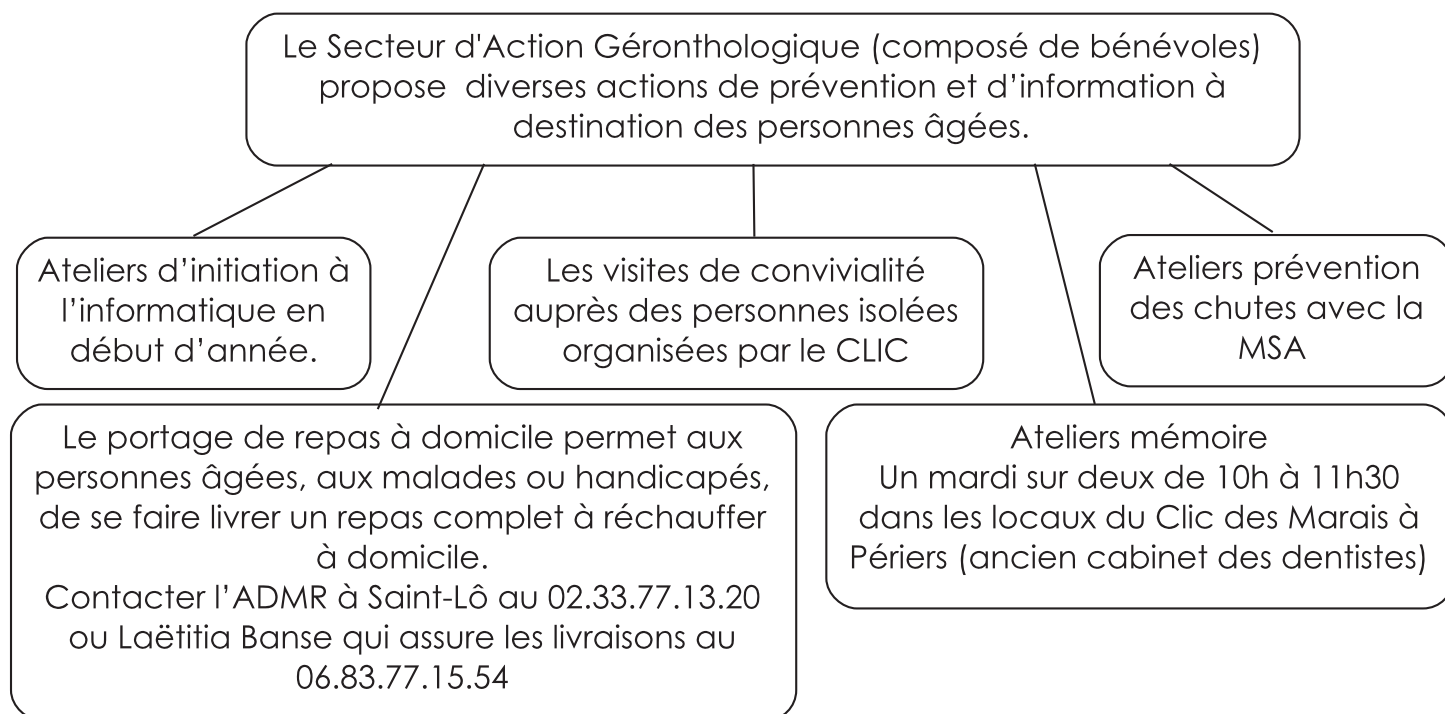 Le Secteur d'Action Géronthologique (composé de bénévoles)
propose diverses actions de prévention et d'information à
destination des personnes âgées.
Ateliers d'initiation à
l'informatique en
début d'année.
Les visites de convivialité
auprès des personnes isolées
organisées par le CLIC
Ateliers prévention
des chutes avec la
MSA
Le portage de repas à domicile permet aux
personnes âgées, aux malades ou handicapés,
de se faire livrer un repas complet à réchauffer
à domicile.
Contacter l'ADMR à Saint-Lô au 02.33.77.13.20
ou Laëtitia Banse qui assure les livraisons au
06.83.77.15.54
Ateliers mémoire
Un mardi sur deux de 10h à 11h30
dans les locaux du Clic des Marais à
Périers (ancien cabinet des dentistes)